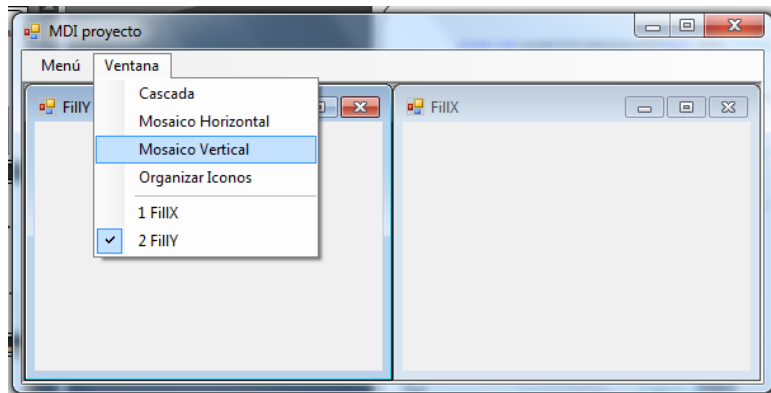 MDI proyecto
Menú Ventana
FillY
FillX
Cascada
Mosaico Horizontal
Mosaico Vertical
Organizar Iconos
1 FillX
2 FillY